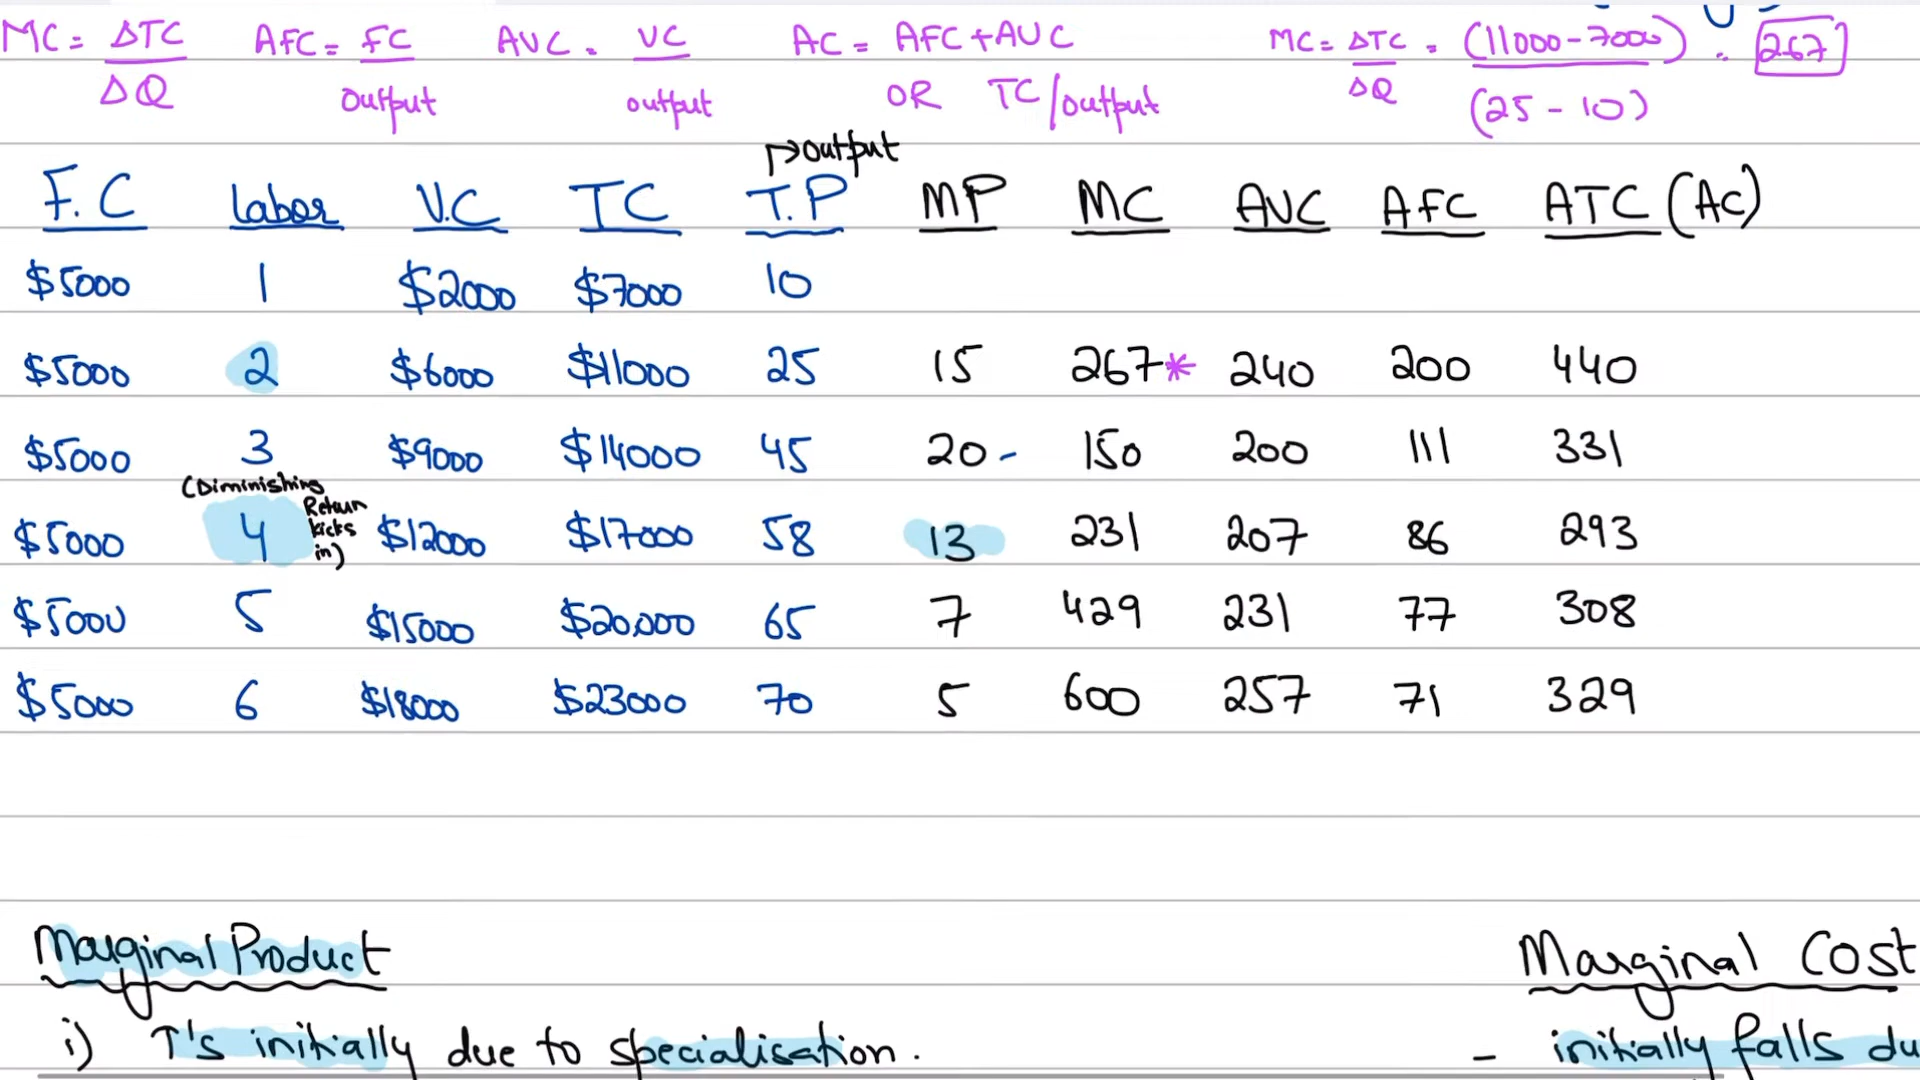 MC = ΔTC/ΔQ AFC = FC/Output AVC = VC/output AC = AFC+AUC OR TC/output MC = ΔTC/ΔQ = (11000-7000)/(25-10) = 267
→output
F.C Labor V.C TC T.P MP MC AVC AFC ATC (AC)
$5000 1 $2000 $7000 10
$5000 2 $6000 $11000 25 15 267* 240 200 440
$5000 3 $9000 $14000 45 20 - 150 200 111 331
(Diminishing Return kicks in)
$5000 4 $12000 $17000 58 13 231 207 86 293
$5000 5 $15000 $20,000 65 7 429 231 77 308
$5000 6 $18000 $23000 70 5 600 257 71 329
Marginal Product Marginal Cost
i) T's initially due to specialisation. - initially falls du